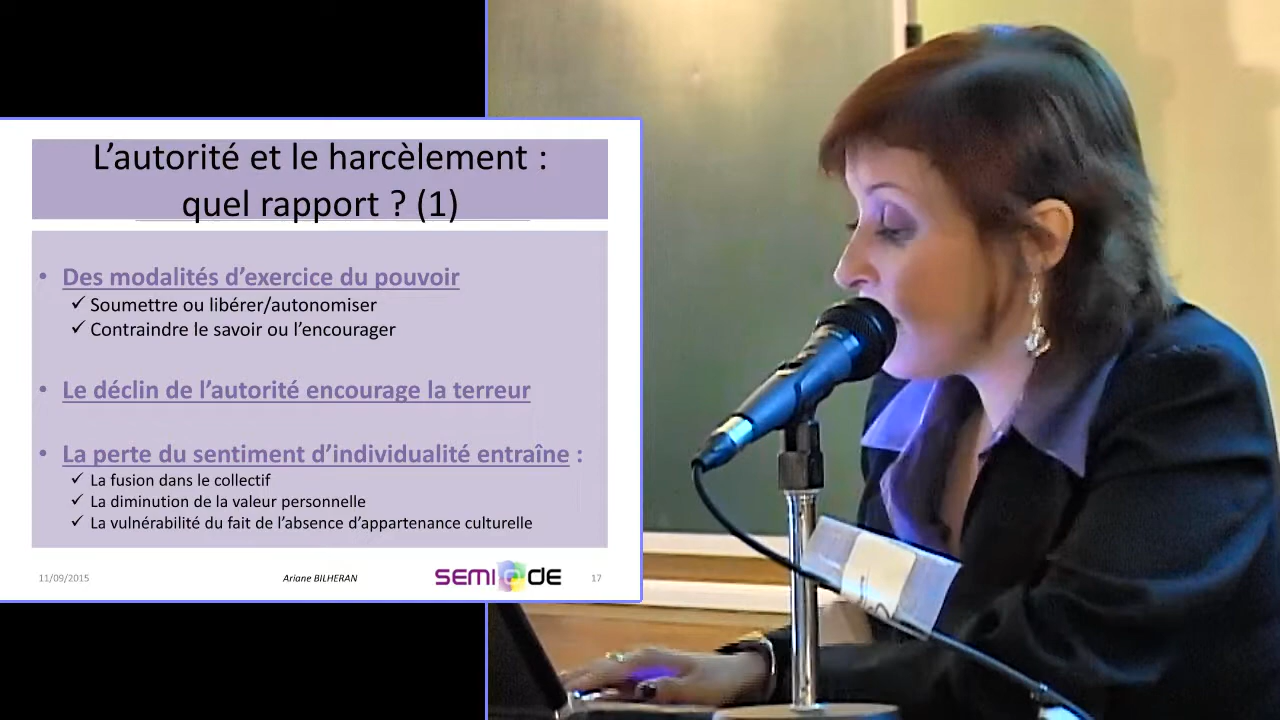 L’autorité et le harcèlement :
quel rapport ? (1)
• Des modalités d’exercice du pouvoir
✓ Soumettre ou libérer/autonomiser
✓ Contraindre le savoir ou l’encourager
• Le déclin de l’autorité encourage la terreur
• La perte du sentiment d’individualité entraîne :
✓ La fusion dans le collectif
✓ La diminution de la valeur personnelle
✓ La vulnérabilité du fait de l’absence d’appartenance culturelle
11/09/2015 Ariane BILHERAN SEMI DE 17